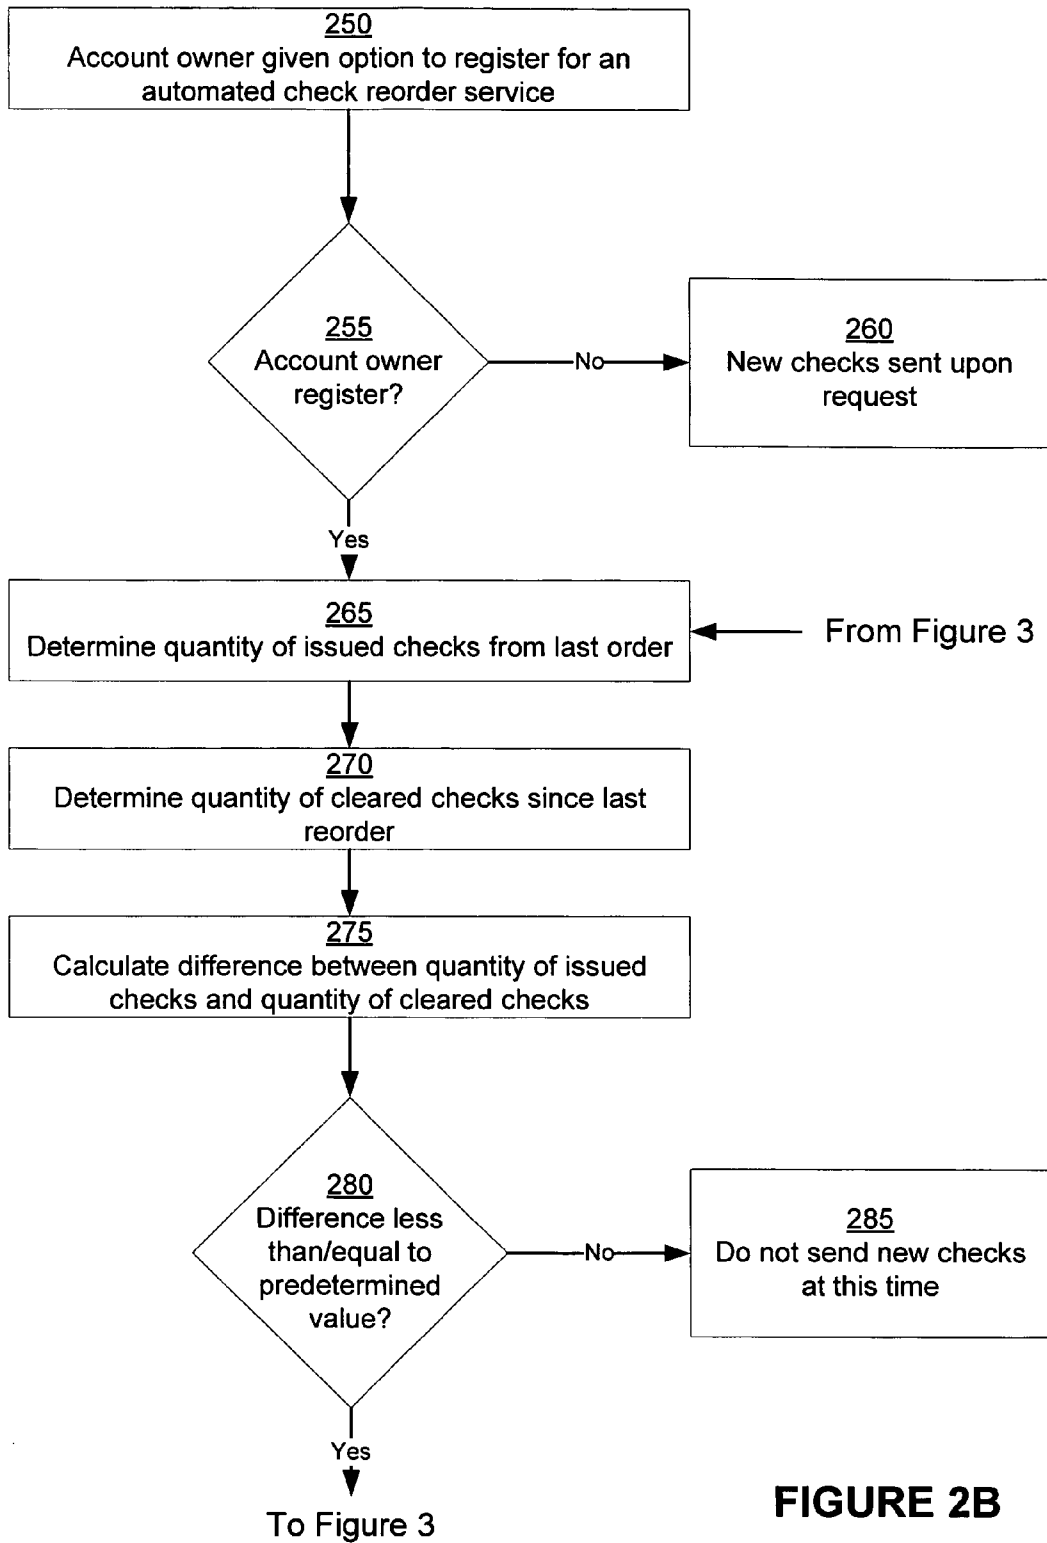 250
Account owner given option to register for an
automated check reorder service
255
Account owner
register?
No
260
New checks sent upon
request
Yes
265
Determine quantity of issued checks from last order
From Figure 3
270
Determine quantity of cleared checks since last
reorder
275
Calculate difference between quantity of issued
checks and quantity of cleared checks
280
Difference less
than/equal to
predetermined
value?
No
285
Do not send new checks
at this time
Yes
To Figure 3
FIGURE 2B